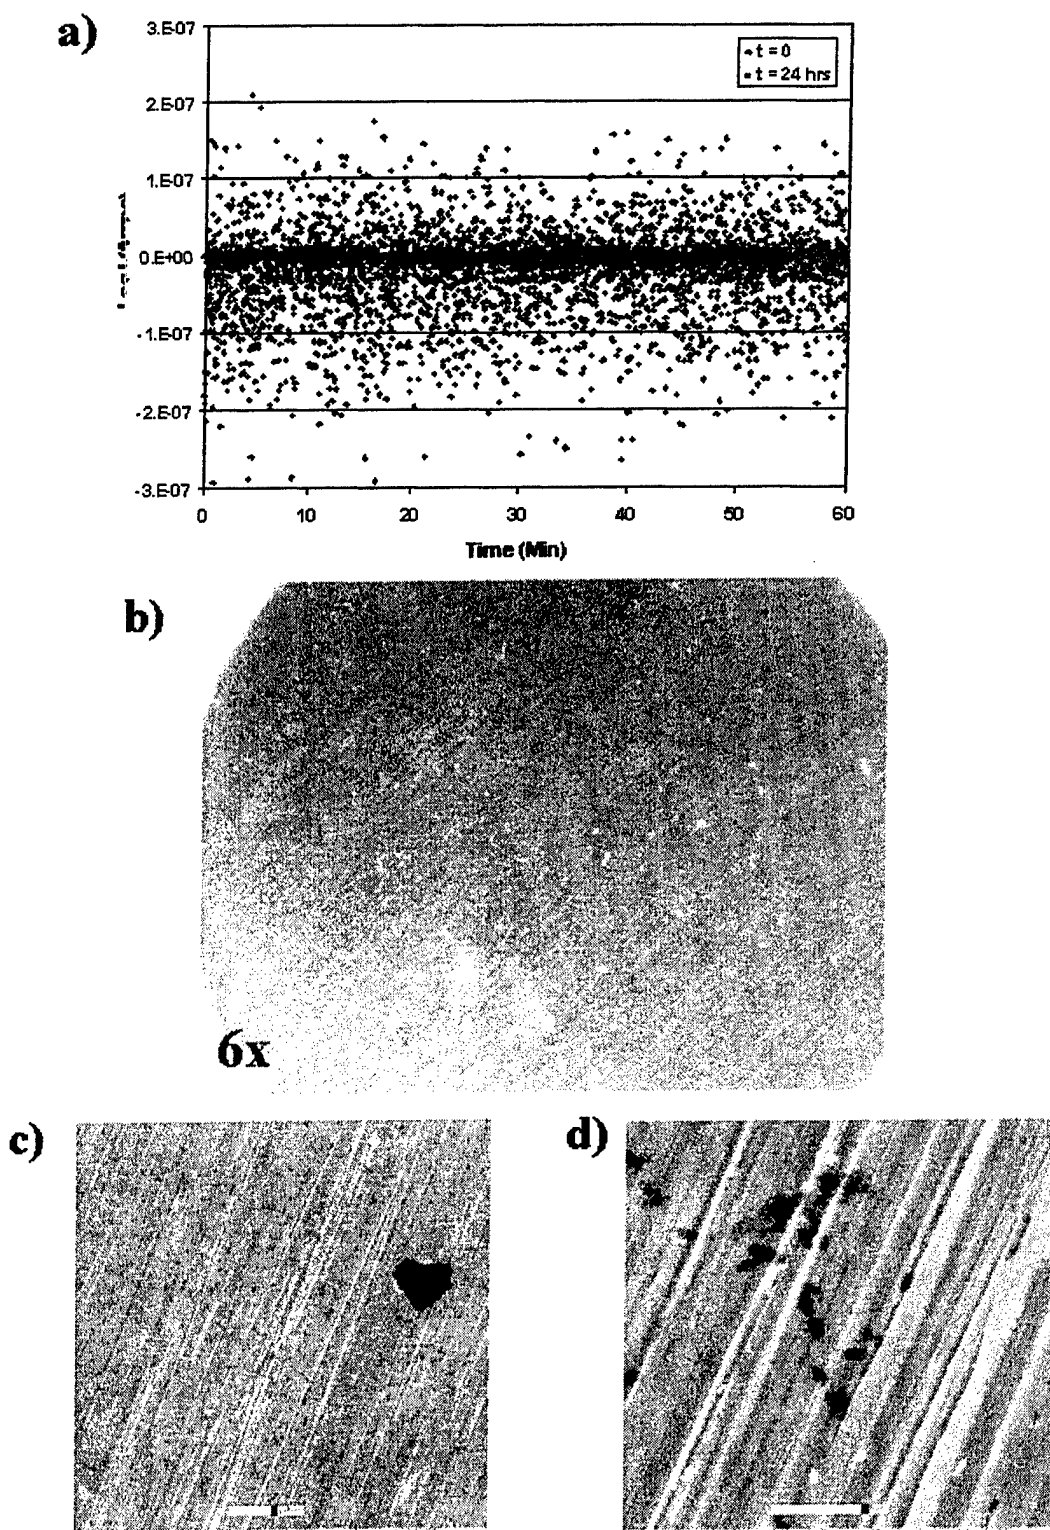 a)
3.E-07
2.E-07
1.E-07
0.E+00
-1.E-07
-2.E-07
-3.E-07
t = 0
t = 24 hrs
0 10 20 30 40 50 60
Time (Min)
b)
6x
c)
d)